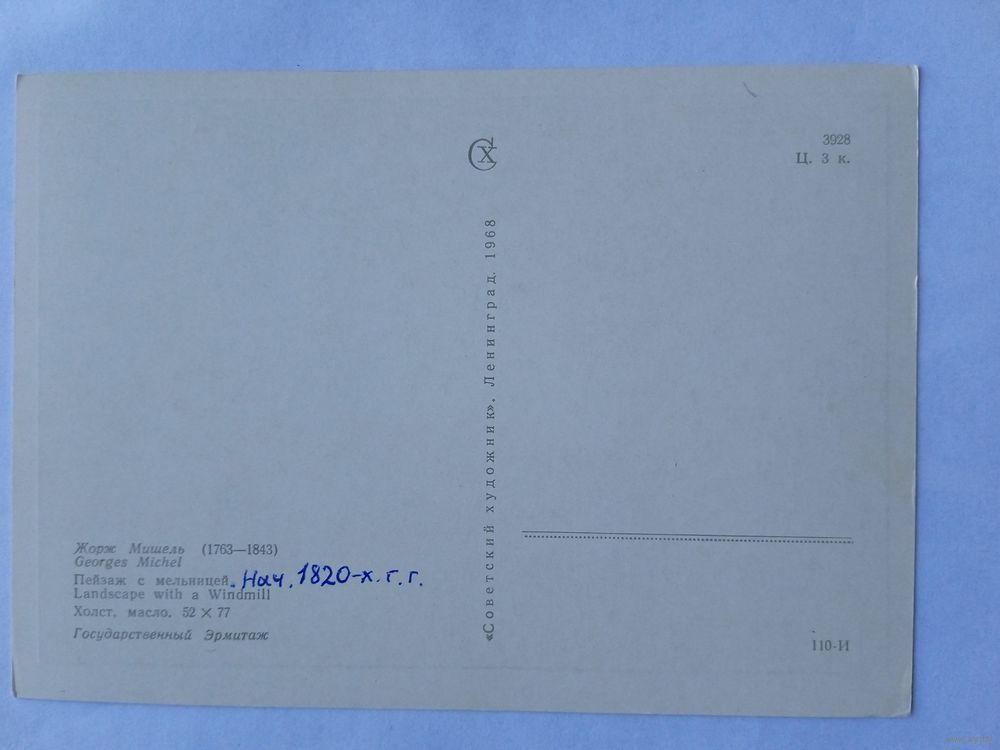 СХ
3928
Ц. 3 к.
«Советский художник». Ленинград. 1968
Жорж Мишель (1763—1843)
Georges Michel
Пейзаж с мельницей. Нач. 1820-х. г. г.
Landscape with a Windmill
Холст, масло. 52 × 77
Государственный Эрмитаж
110-И